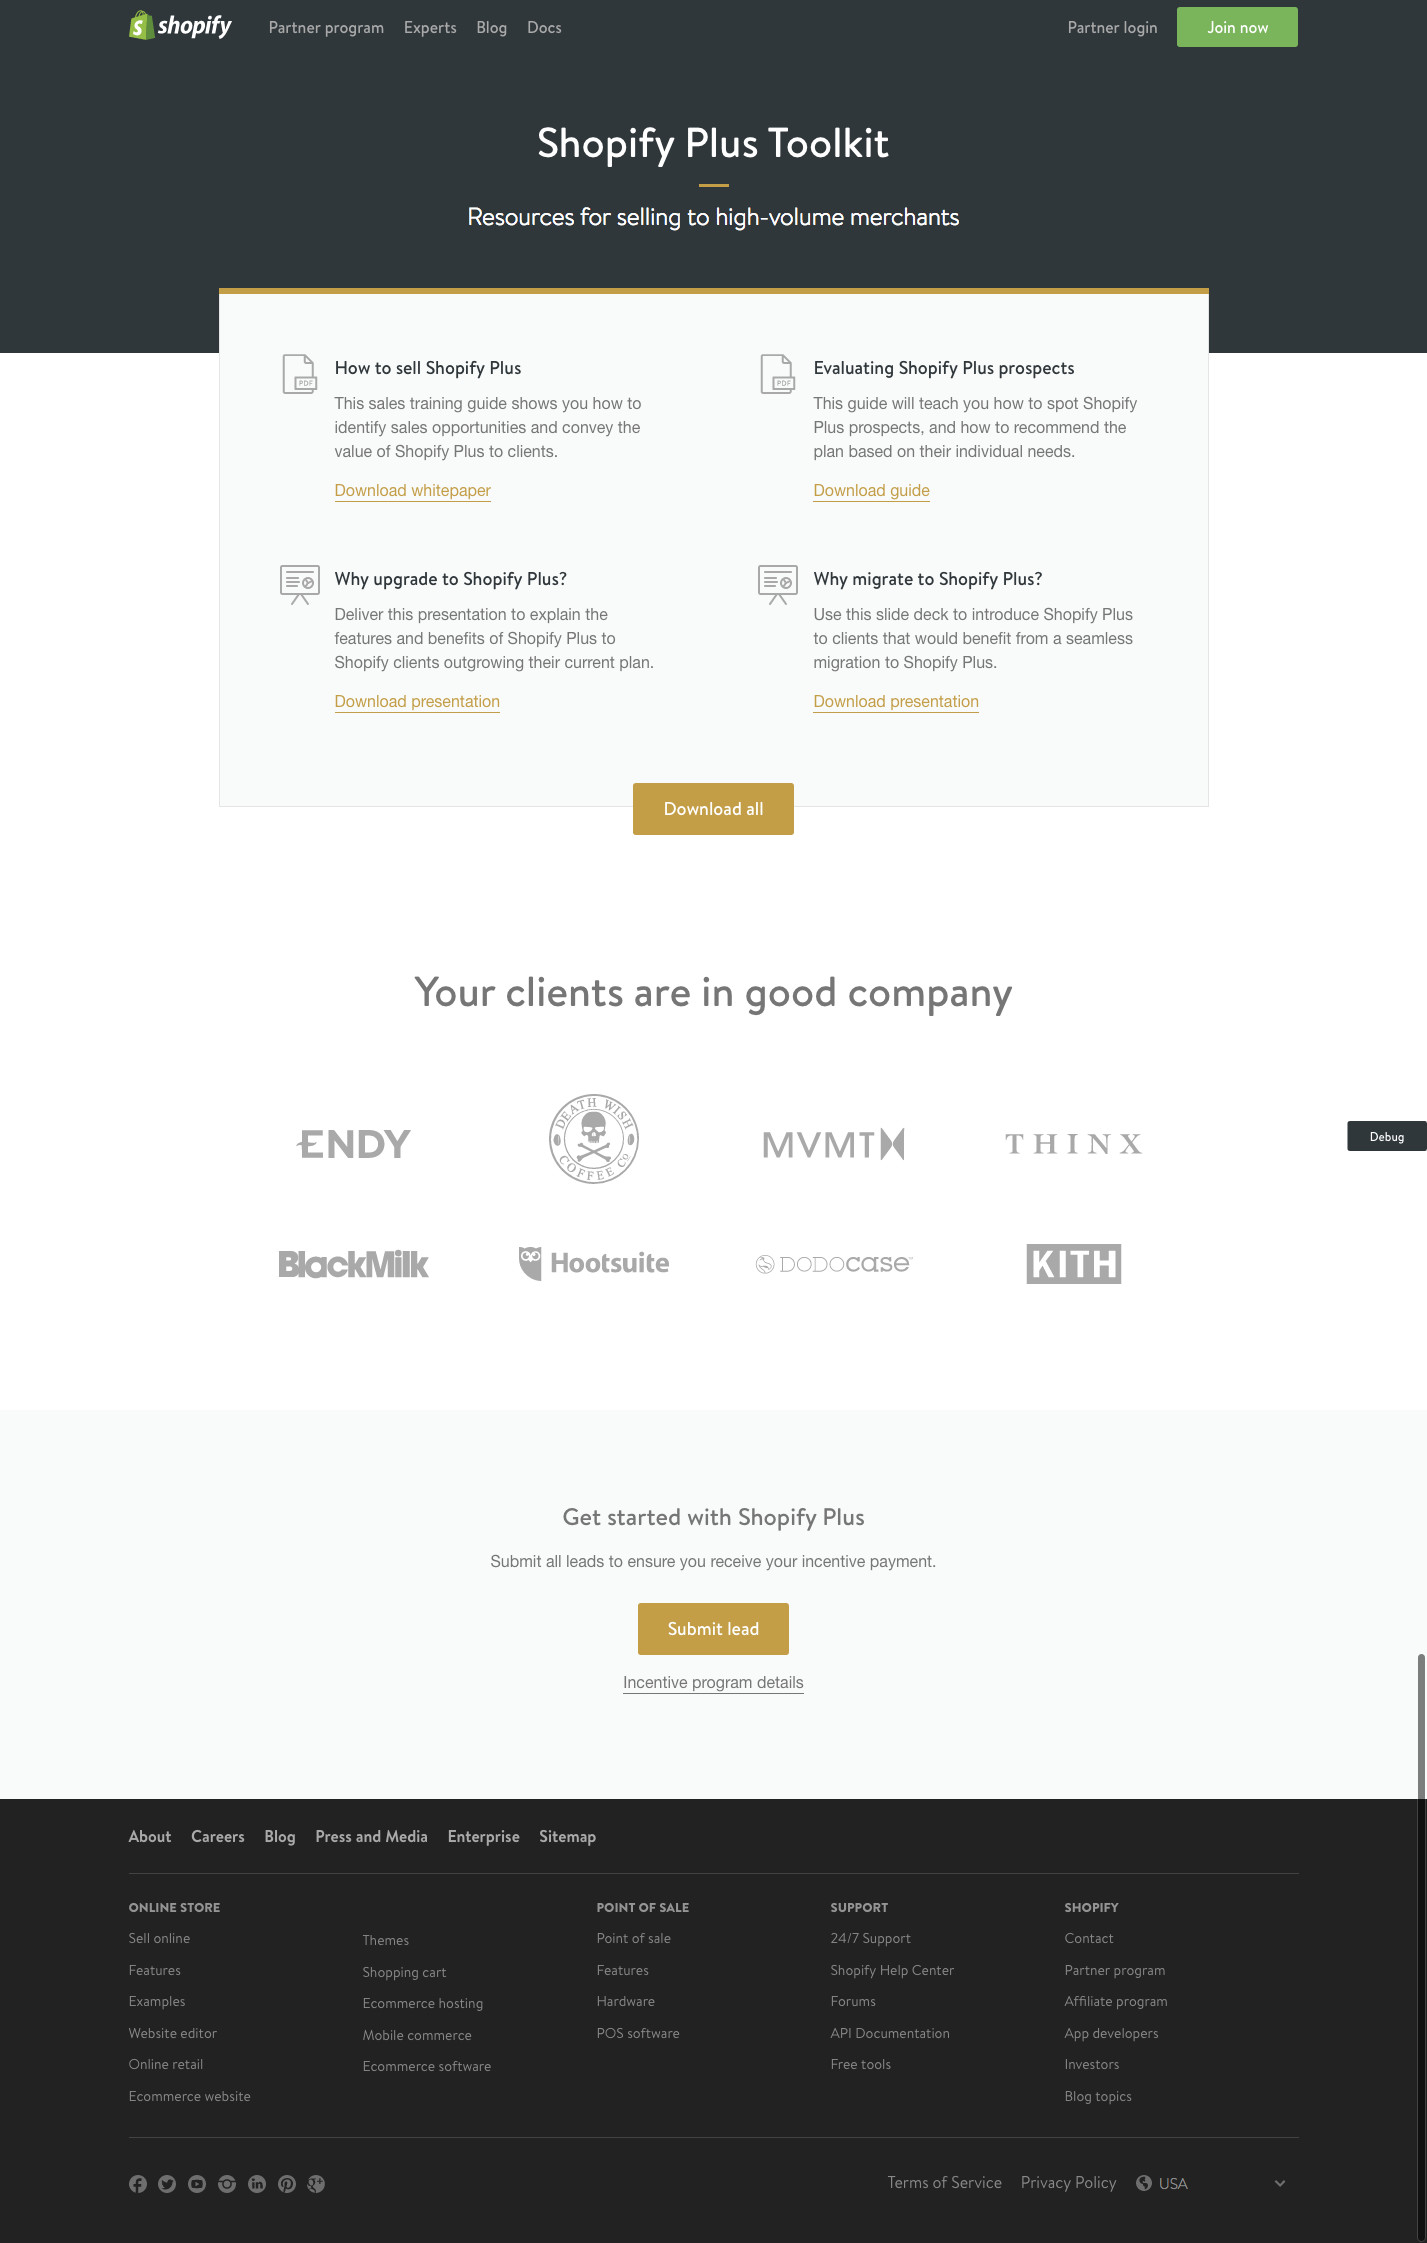 shopify
Partner program Experts Blog Docs
Partner login Join now
Shopify Plus Toolkit
Resources for selling to high-volume merchants
PDF
How to sell Shopify Plus
This sales training guide shows you how to
identify sales opportunities and convey the
value of Shopify Plus to clients.
Download whitepaper
PDF
Evaluating Shopify Plus prospects
This guide will teach you how to spot Shopify
Plus prospects, and how to recommend the
plan based on their individual needs.
Download guide
Why upgrade to Shopify Plus?
Deliver this presentation to explain the
features and benefits of Shopify Plus to
Shopify clients outgrowing their current plan.
Download presentation
Why migrate to Shopify Plus?
Use this slide deck to introduce Shopify Plus
to clients that would benefit from a seamless
migration to Shopify Plus.
Download presentation
Download all
Your clients are in good company
ENDY
DEATH WISH
COFFEE CO
MVMT
THINX
Debug
BlackMilk
Hootsuite
DODOcase
KITH
Get started with Shopify Plus
Submit all leads to ensure you receive your incentive payment.
Submit lead
Incentive program details
About Careers Blog Press and Media Enterprise Sitemap
ONLINE STORE
Sell online
Features
Examples
Website editor
Online retail
Ecommerce website
Themes
Shopping cart
Ecommerce hosting
Mobile commerce
Ecommerce software
POINT OF SALE
Point of sale
Features
Hardware
POS software
SUPPORT
24/7 Support
Shopify Help Center
Forums
API Documentation
Free tools
SHOPIFY
Contact
Partner program
Affiliate program
App developers
Investors
Blog topics
Terms of Service Privacy Policy USA